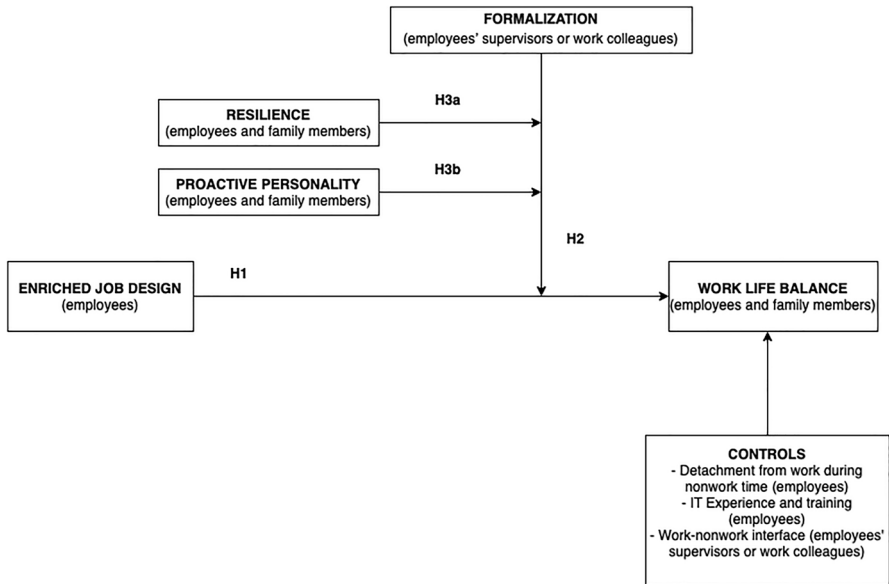 FORMALIZATION
(employees' supervisors or work colleagues)
H3a
RESILIENCE
(employees and family members)
H3b
PROACTIVE PERSONALITY
(employees and family members)
H2
H1
ENRICHED JOB DESIGN
(employees)
WORK LIFE BALANCE
(employees and family members)
CONTROLS
- Detachment from work during
nonwork time (employees)
- IT Experience and training
(employees)
- Work-nonwork interface (employees'
supervisors or work colleagues)